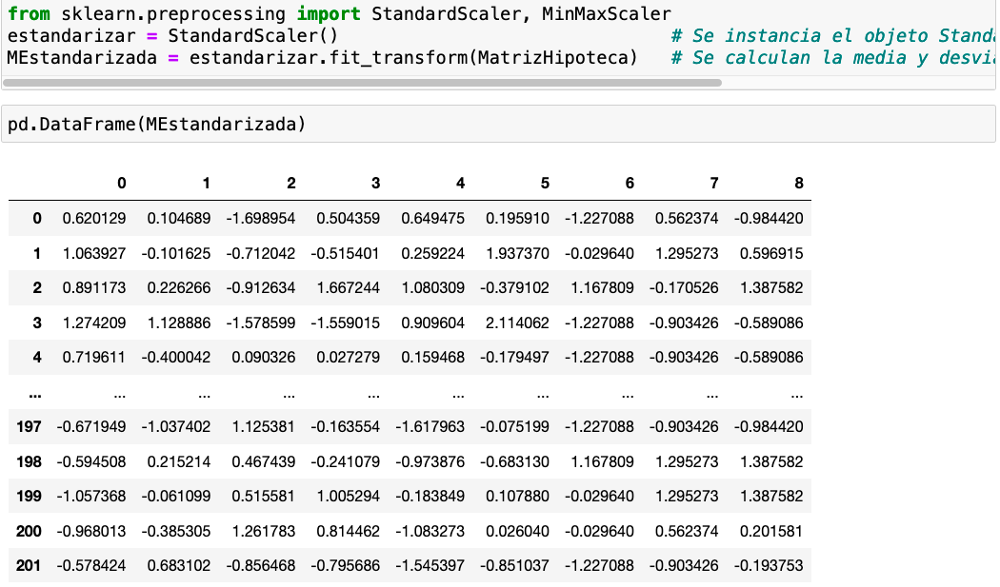 from sklearn.preprocessing import StandardScaler, MinMaxScaler
estandarizar = StandardScaler() # Se instancia el objeto
MEstandarizada = estandarizar.fit_transform(MatrizHipoteca) # Se calculan la media y
pd.DataFrame(MEstandarizada)
0 1 2 3 4 5 6 7 8
0 0.620129 0.104689 -1.698954 0.504359 0.649475 0.195910 -1.227088 0.562374 -0.984420
1 1.063927 -0.101625 -0.712042 -0.515401 0.259224 1.937370 -0.029640 1.295273 0.596915
2 0.891173 0.226266 -0.912634 1.667244 1.080309 -0.379102 1.167809 -0.170526 1.387582
3 1.274209 1.128886 -1.578599 -1.559015 0.909604 2.114062 -1.227088 -0.903426 -0.589086
4 0.719611 -0.400042 0.090326 0.027279 0.159468 -0.179497 -1.227088 -0.903426 -0.589086
... ... ... ... ... ... ... ... ... ...
197 -0.671949 -1.037402 1.125381 -0.163554 -1.617963 -0.075199 -1.227088 -0.903426 -0.984420
198 -0.594508 0.215214 0.467439 -0.241079 -0.973876 -0.683130 1.167809 1.295273 1.387582
199 -1.057368 -0.061099 0.515581 1.005294 -0.183849 0.107880 -0.029640 1.295273 1.387582
200 -0.968013 -0.385305 1.261783 0.814462 -1.083273 0.026040 -0.029640 0.562374 0.201581
201 -0.578424 0.683102 -0.856468 -0.795686 -1.545397 -0.851037 -1.227088 -0.903426 -0.193753